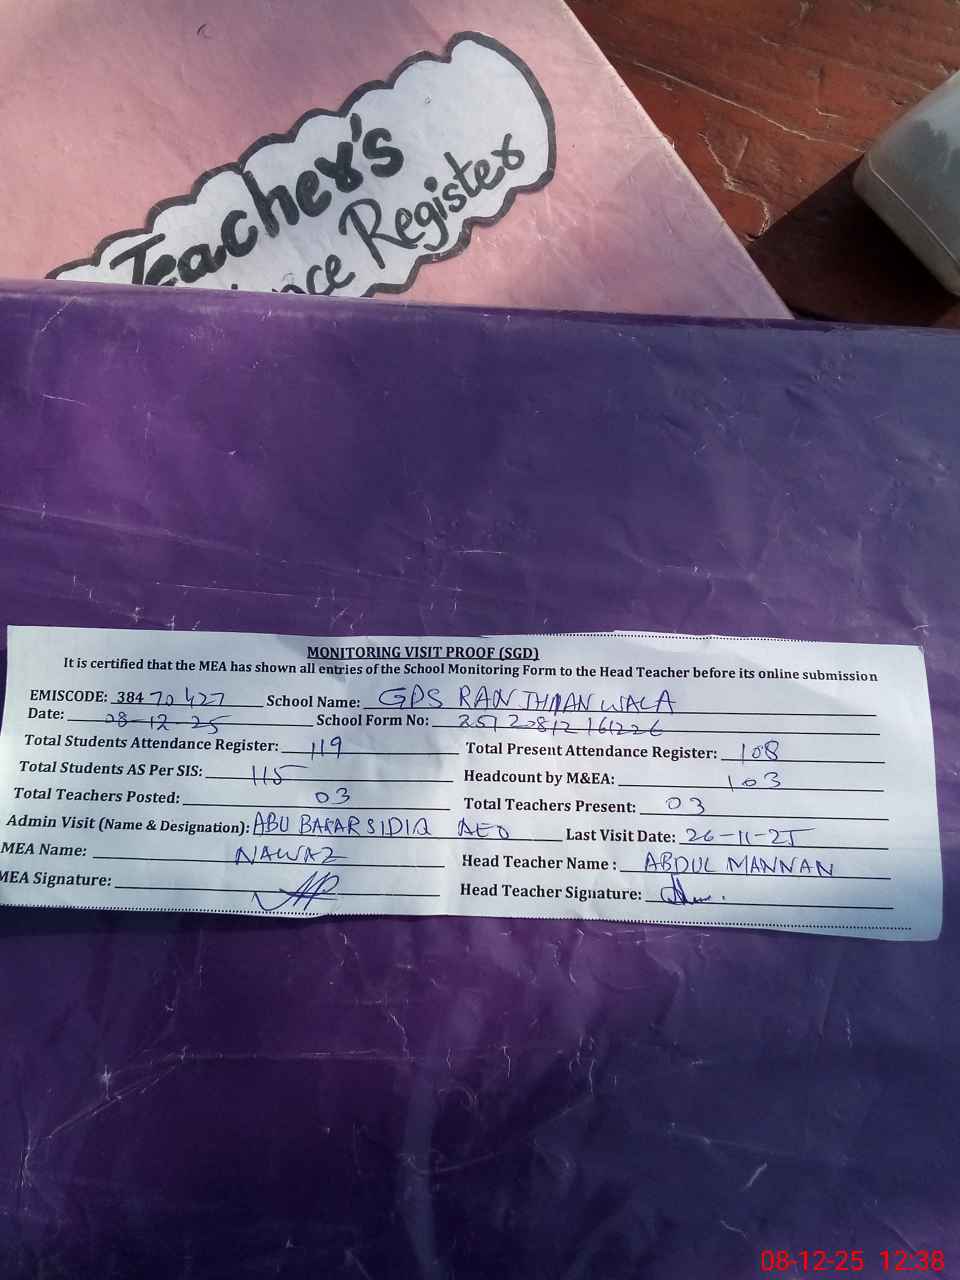 Teacher's
Register
MONITORING VISIT PROOF (SGD)
It is certified that the MEA has shown all entries of the School Monitoring Form to the Head Teacher before its online submission
EMISCODE: 38470427 School Name: GPS RANJHIANWALA
Date: 08-12-25 School Form No:
Total Students Attendance Register: 119 Total Present Attendance Register: 108
Total Students AS Per SIS: 115 Headcount by M&EA: 103
Total Teachers Posted: 03 Total Teachers Present: 03
Admin Visit (Name & Designation): ABU BAKAR SIDIQ AEO Last Visit Date: 26-11-25
MEA Name: NAWAZ Head Teacher Name : ABDUL MANNAN
MEA Signature: Head Teacher Signature:
08-12-25 12:38